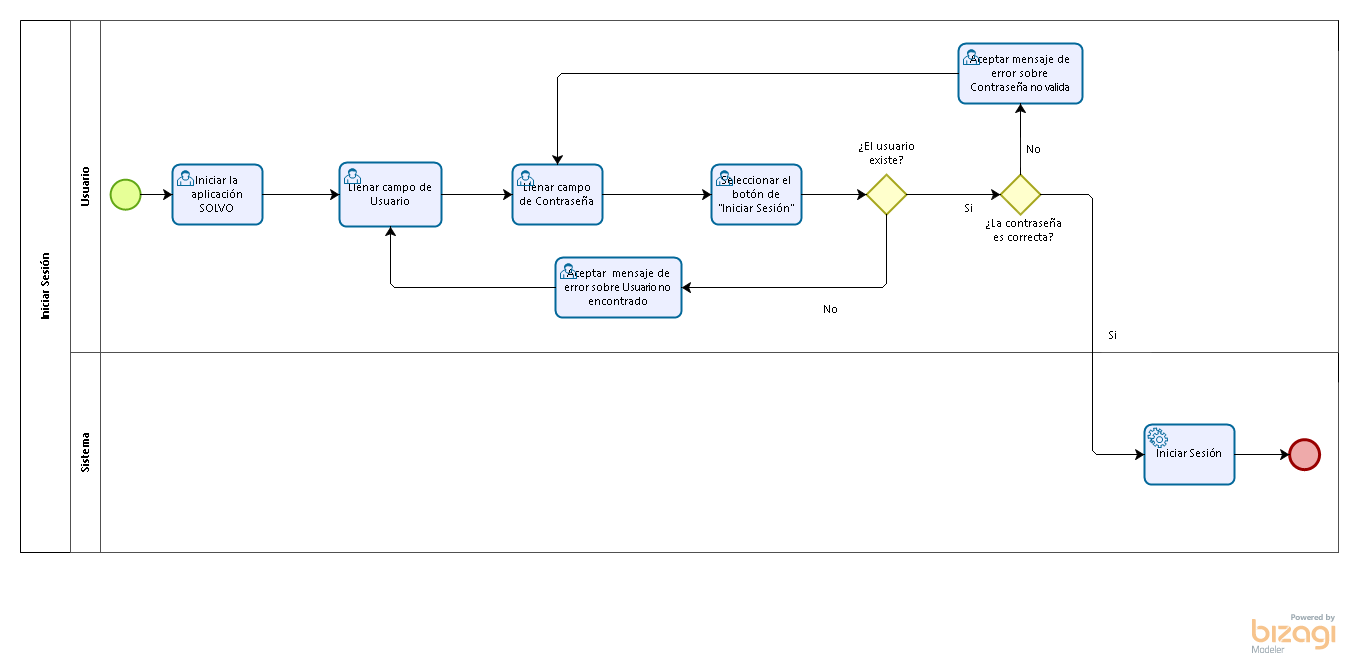 Iniciar Sesión
Usuario
Sistema
Iniciar la
aplicación
SOLVO
Llenar campo de
Usuario
Llenar campo
de Contraseña
Seleccionar el
botón de
"Iniciar Sesión"
¿El usuario
existe?
Si
¿La contraseña
es correcta?
No
Aceptar mensaje de
error sobre
Contraseña no valida
No
Aceptar mensaje de
error sobre Usuario no
encontrado
Si
Iniciar Sesión
Powered by
bizagi
Modeler